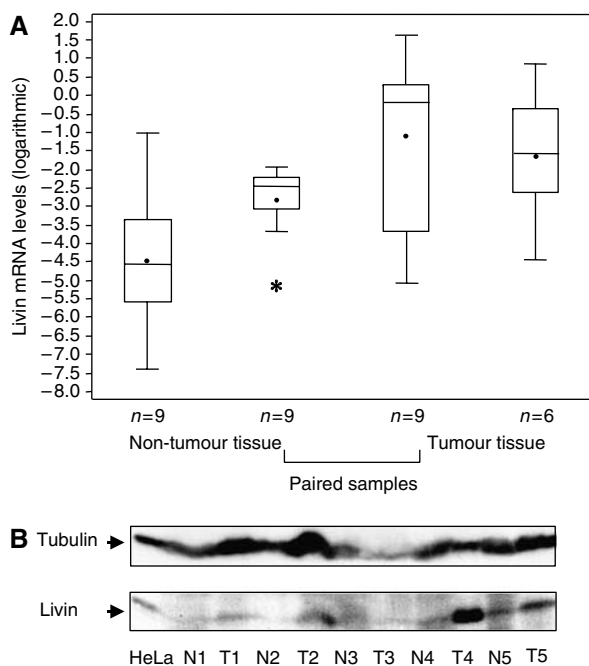 A
Livin mRNA levels (logarithmic)
2.0
1.5
1.0
0.5
0.0
−0.5
−1.0
−1.5
−2.0
−2.5
−3.0
−3.5
−4.0
−4.5
−5.0
−5.5
−6.0
−6.5
−7.0
−7.5
−8.0
*
n=9 n=9 n=9 n=6
Non-tumour tissue Tumour tissue
Paired samples
B
Tubulin
Livin
HeLa N1 T1 N2 T2 N3 T3 N4 T4 N5 T5